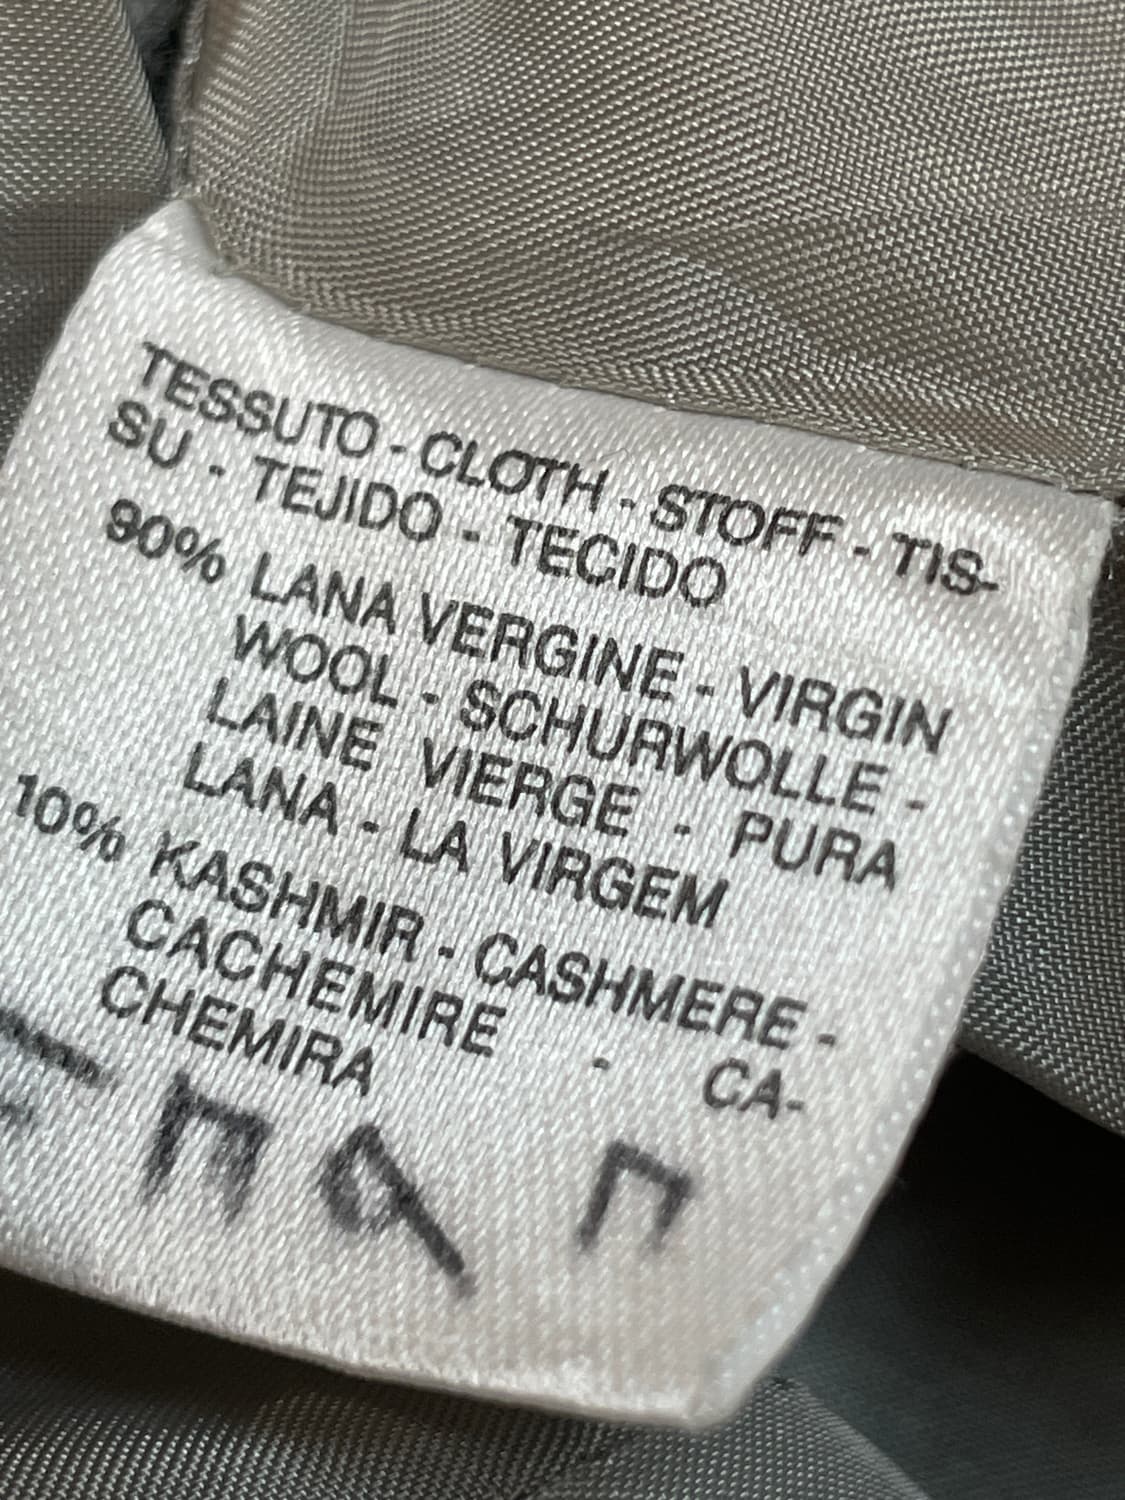 TESSUTO - CLOTH - STOFF - TIS-
SU - TEJIDO - TECIDO
90% LANA VERGINE - VIRGIN
WOOL - SCHURWOLLE -
LAINE VIERGE - PURA
LANA - LA VIRGEM
10% KASHMIR - CASHMERE -
CACHEMIRE - CA-
CHEMIRA